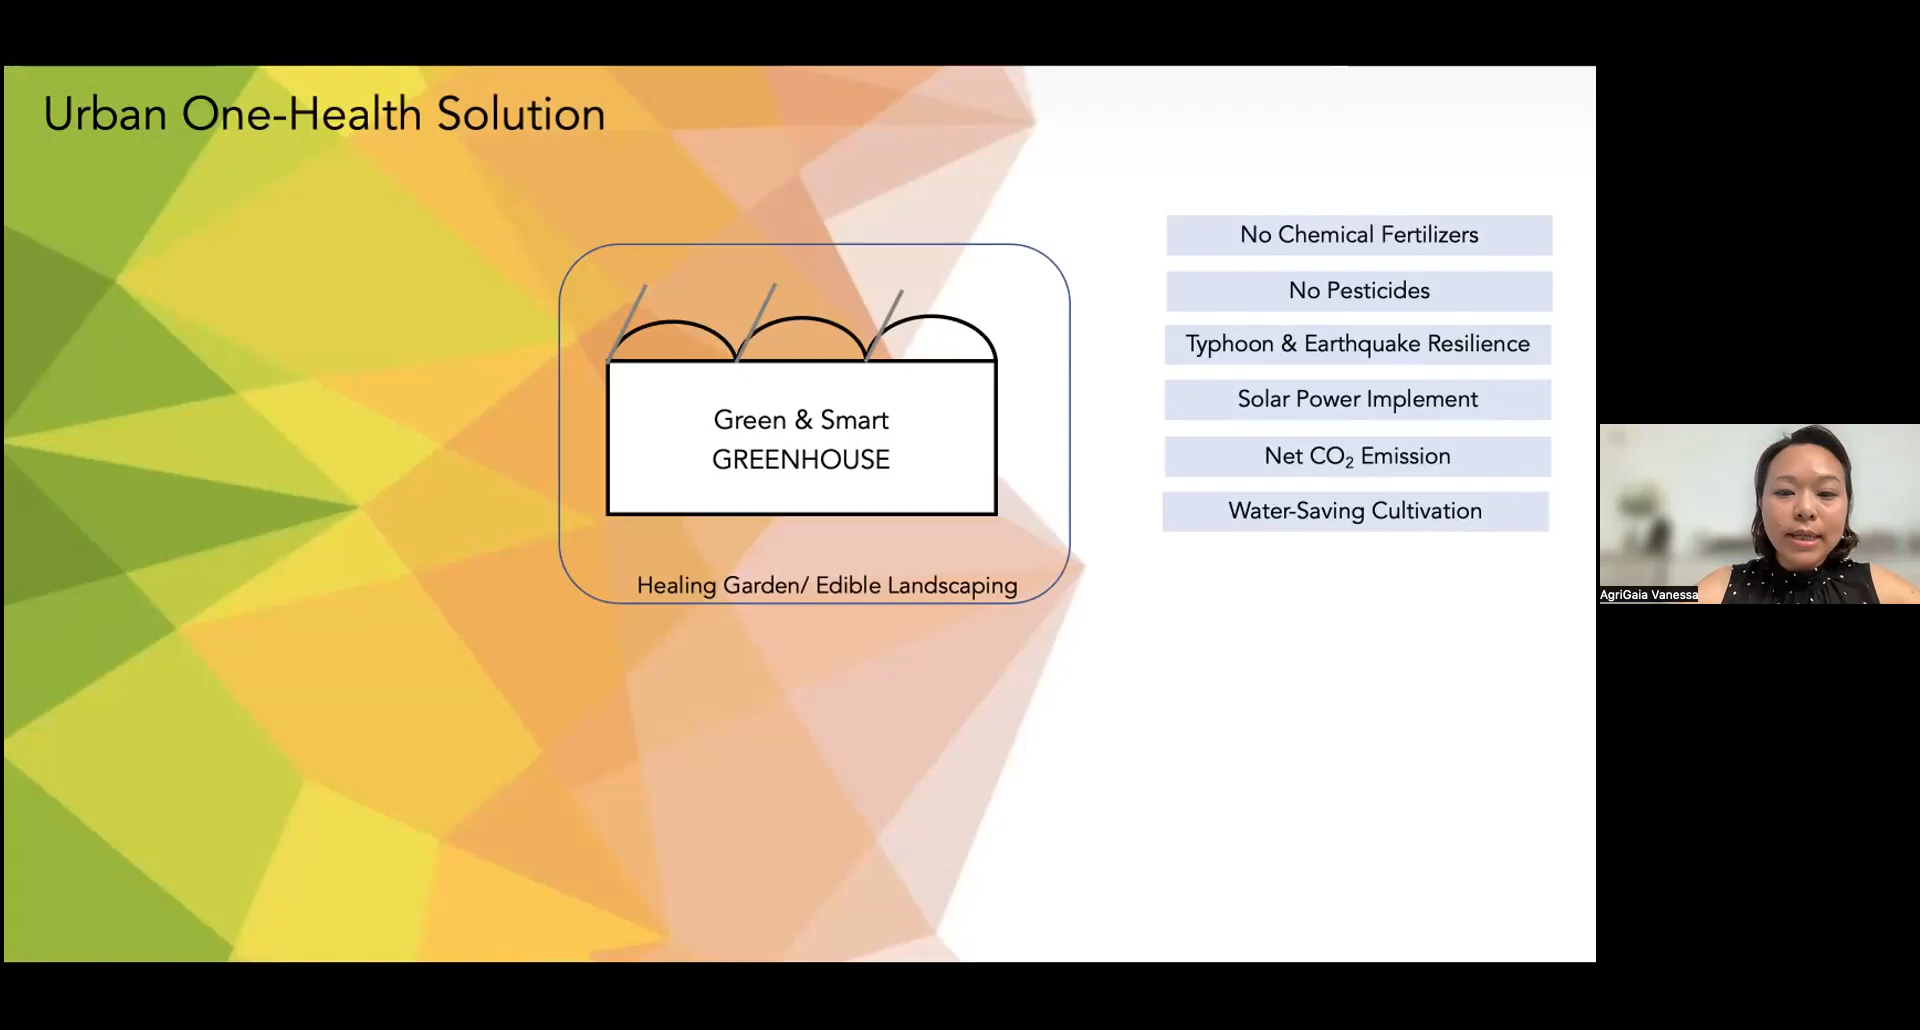 Urban One-Health Solution
Green & Smart
GREENHOUSE
Healing Garden/ Edible Landscaping
No Chemical Fertilizers
No Pesticides
Typhoon & Earthquake Resilience
Solar Power Implement
Net CO₂ Emission
Water-Saving Cultivation
AgriGaia Vanessa